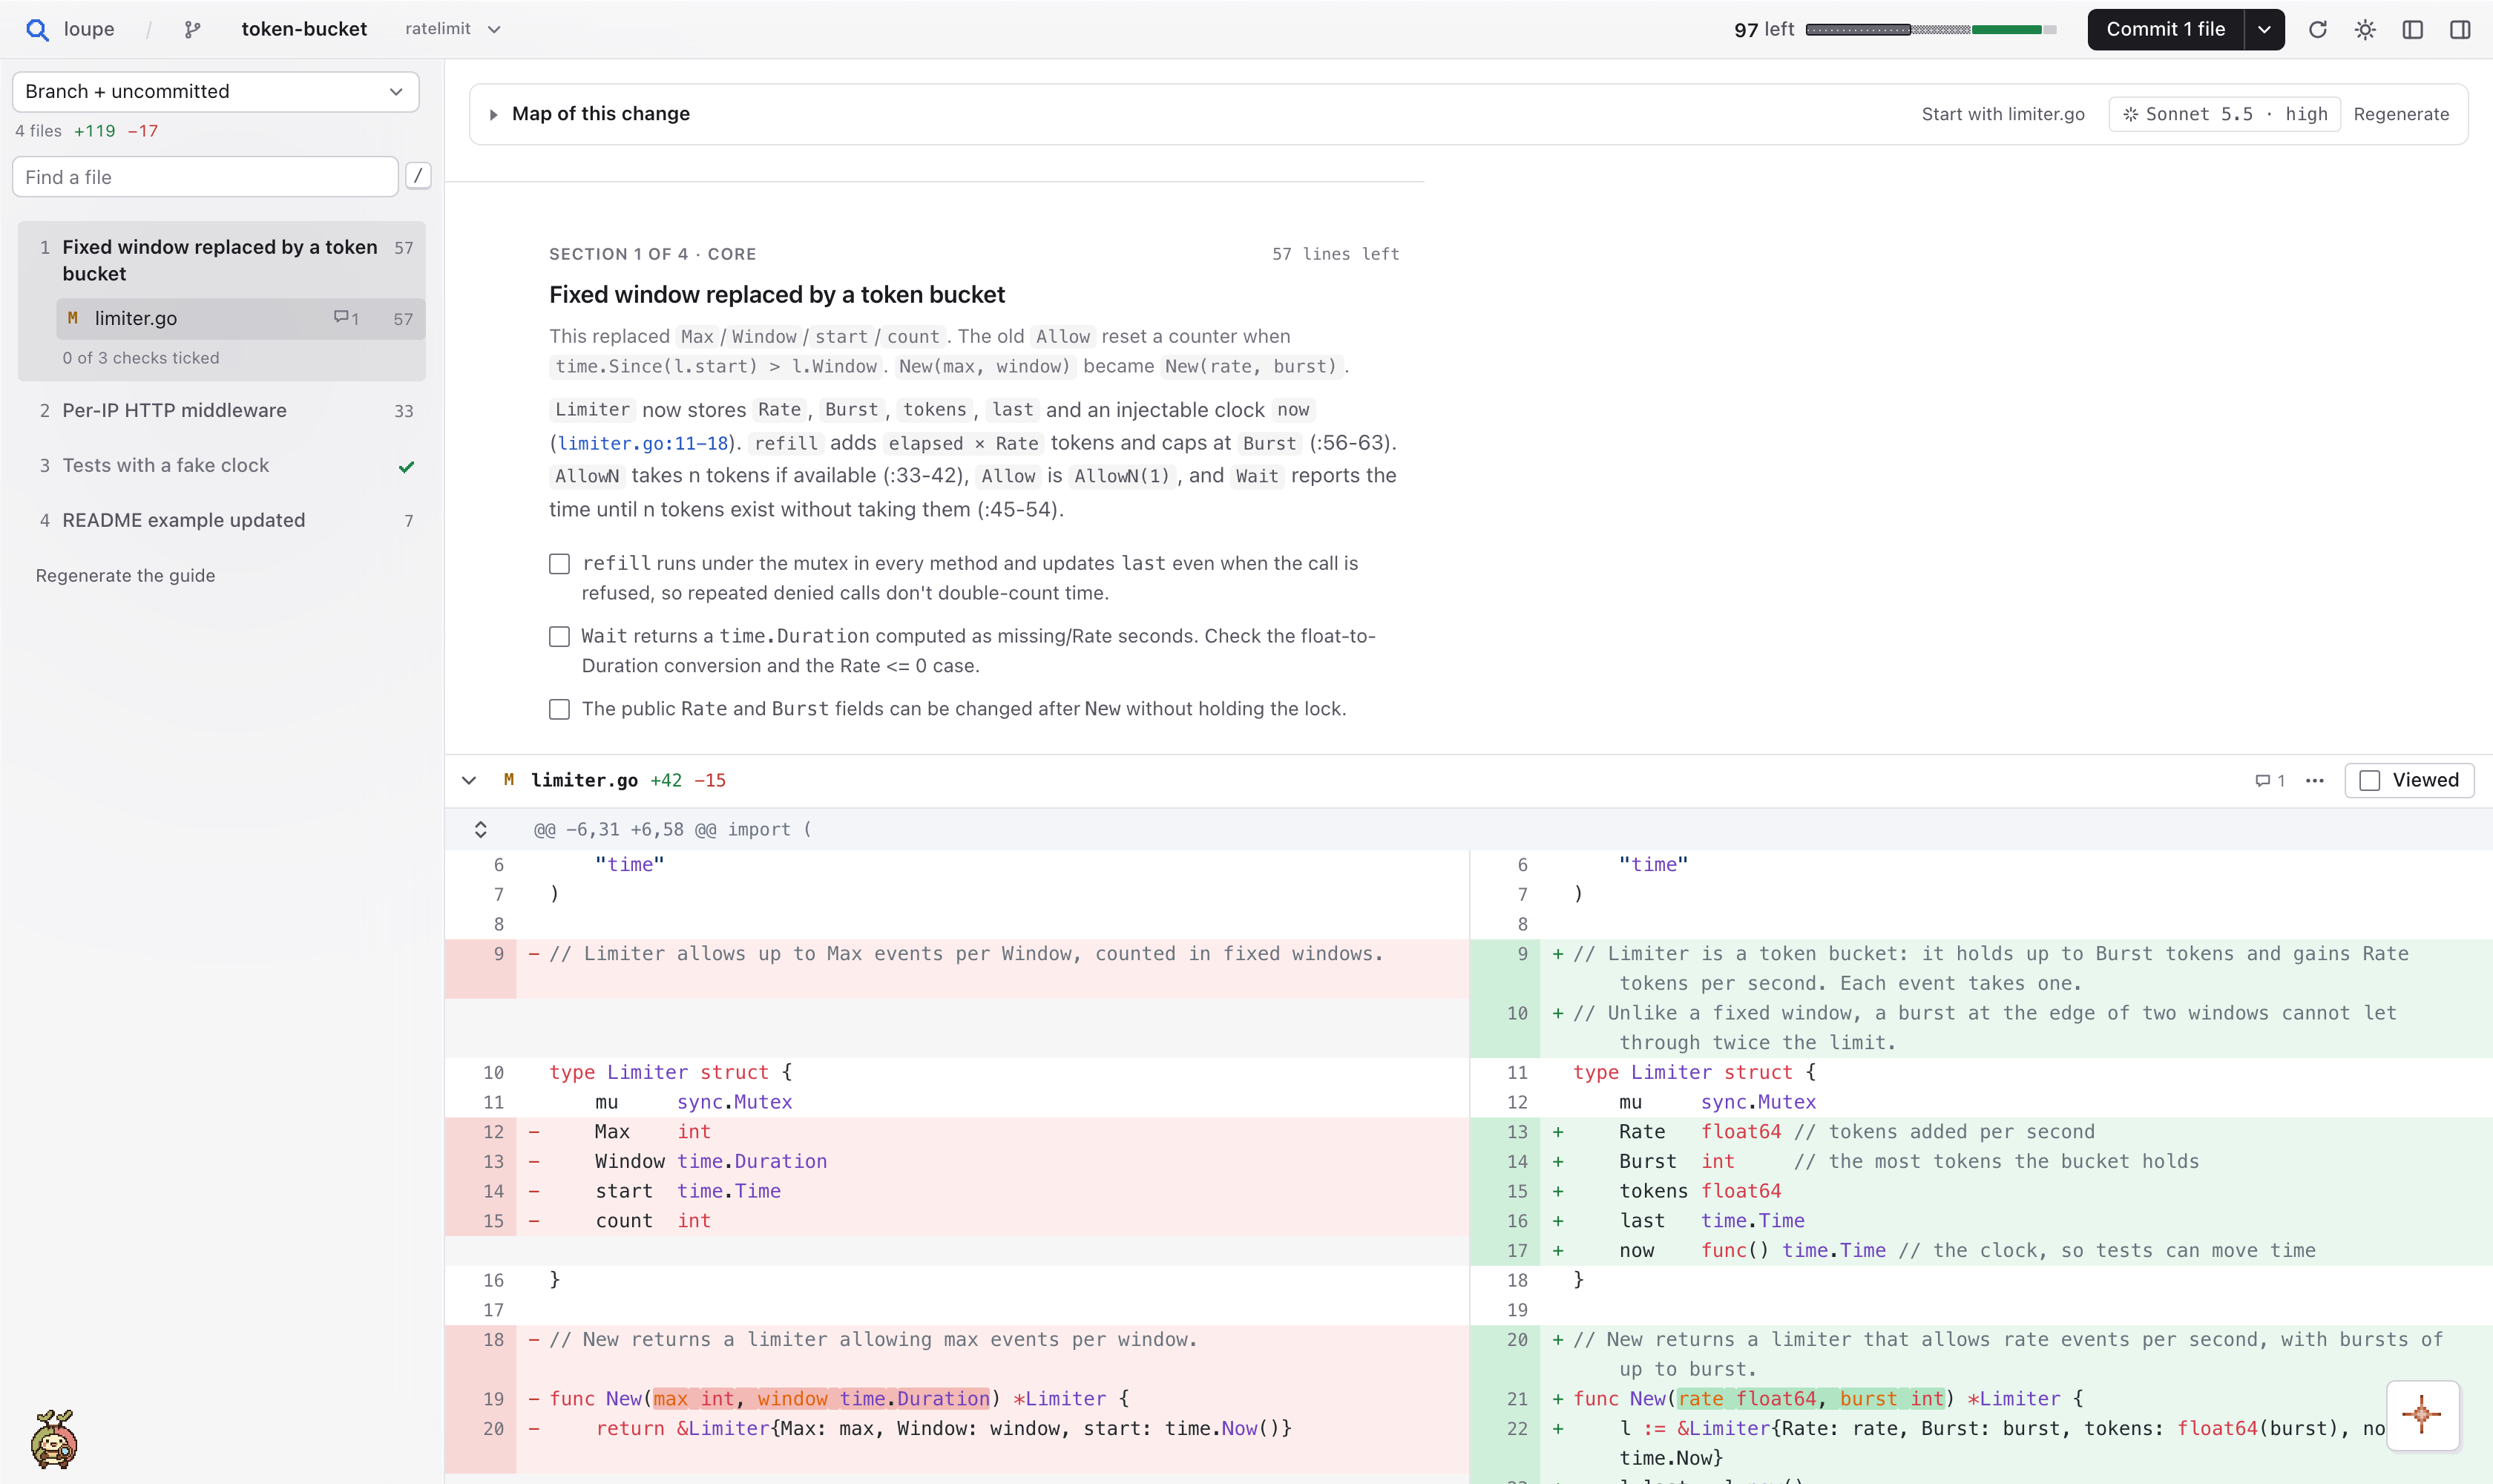 loupe / token-bucket ratelimit
97 left
Commit 1 file
Branch + uncommitted
4 files +119 −17
Find a file
/
1 Fixed window replaced by a token 57
bucket
M limiter.go 1 57
0 of 3 checks ticked
2 Per-IP HTTP middleware 33
3 Tests with a fake clock
4 README example updated 7
Regenerate the guide
Map of this change
Start with limiter.go
Sonnet 5.5 · high
Regenerate
SECTION 1 OF 4 · CORE
57 lines left
Fixed window replaced by a token bucket
This replaced Max / Window / start / count . The old Allow reset a counter when
time.Since(l.start) > l.Window . New(max, window) became New(rate, burst) .
Limiter now stores Rate , Burst , tokens , last and an injectable clock now
(limiter.go:11–18). refill adds elapsed × Rate tokens and caps at Burst (:56-63).
AllowN takes n tokens if available (:33-42), Allow is AllowN(1) , and Wait reports the
time until n tokens exist without taking them (:45-54).
refill runs under the mutex in every method and updates last even when the call is
refused, so repeated denied calls don't double-count time.
Wait returns a time.Duration computed as missing/Rate seconds. Check the float-to-
Duration conversion and the Rate <= 0 case.
The public Rate and Burst fields can be changed after New without holding the lock.
M limiter.go +42 −15
1
Viewed
@@ −6,31 +6,58 @@ import (
6 "time"
7 )
8
9 − // Limiter allows up to Max events per Window, counted in fixed windows.
10 type Limiter struct {
11 mu sync.Mutex
12 − Max int
13 − Window time.Duration
14 − start time.Time
15 − count int
16 }
17
18 − // New returns a limiter allowing max events per window.
19 − func New(max int, window time.Duration) *Limiter {
20 − return &Limiter{Max: max, Window: window, start: time.Now()}
6 "time"
7 )
8
9 + // Limiter is a token bucket: it holds up to Burst tokens and gains Rate
tokens per second. Each event takes one.
10 + // Unlike a fixed window, a burst at the edge of two windows cannot let
through twice the limit.
11 type Limiter struct {
12 mu sync.Mutex
13 + Rate float64 // tokens added per second
14 + Burst int // the most tokens the bucket holds
15 + tokens float64
16 + last time.Time
17 + now func() time.Time // the clock, so tests can move time
18 }
19
20 + // New returns a limiter that allows rate events per second, with bursts of
up to burst.
21 + func New(rate float64, burst int) *Limiter {
22 + l := &Limiter{Rate: rate, Burst: burst, tokens: float64(burst), no
time.Now}